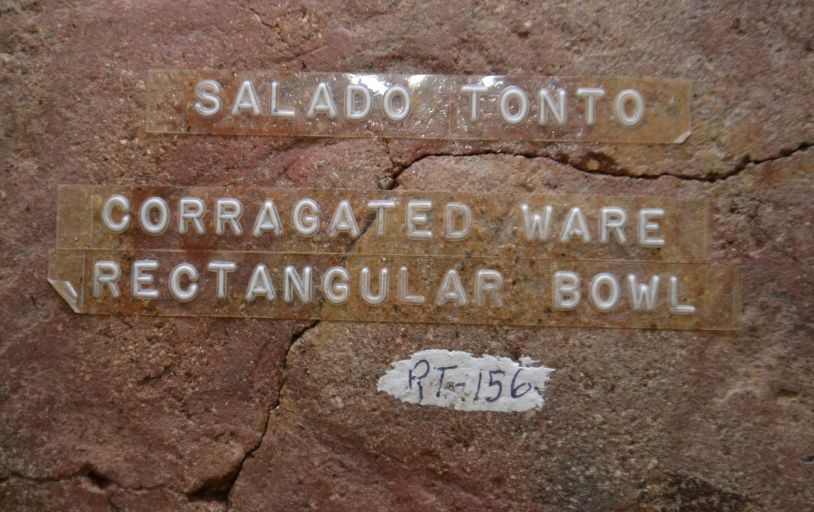 SALADO TONTO
CORRAGATED WARE
RECTANGULAR BOWL
RT-156